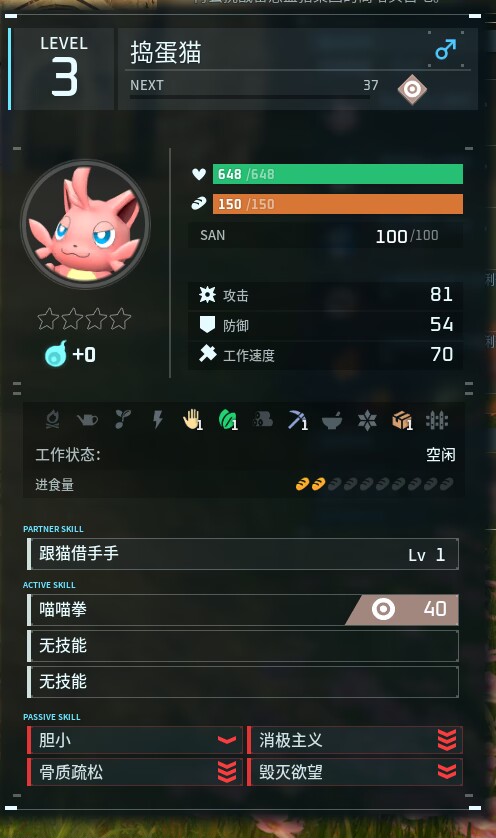 LEVEL
3
捣蛋猫
NEXT 37
648 /648
150 /150
SAN 100/100
攻击 81
防御 54
工作速度 70
+0
1 1 1 1
工作状态: 空闲
进食量
PARTNER SKILL
跟猫借手手 Lv 1
ACTIVE SKILL
喵喵拳 40
无技能
无技能
PASSIVE SKILL
胆小 消极主义
骨质疏松 毁灭欲望